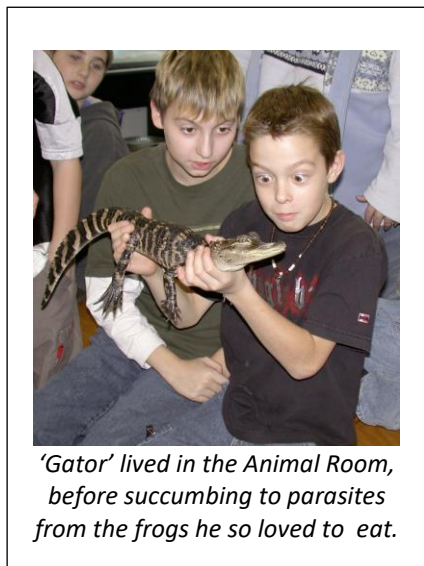 ‘Gator’ lived in the Animal Room,
before succumbing to parasites
from the frogs he so loved to eat.